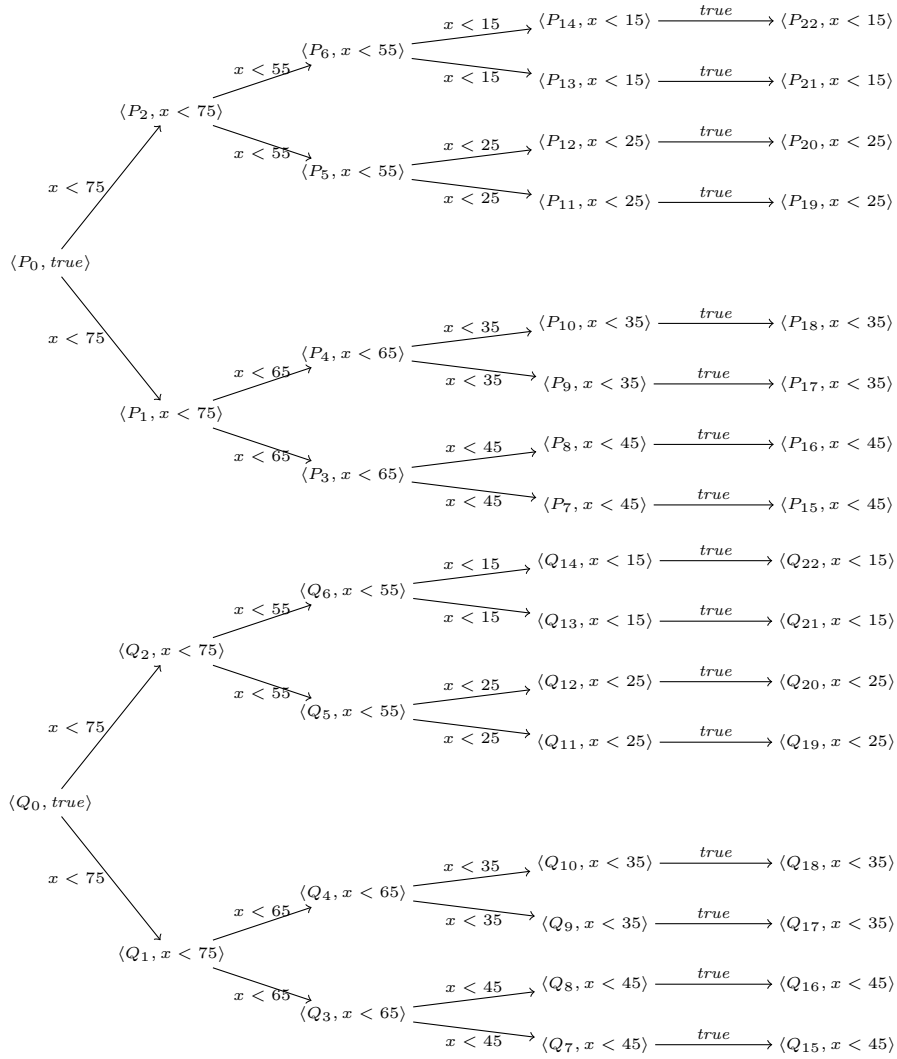 x < 15 ⟨P14, x < 15⟩ true ⟨P22, x < 15⟩
⟨P6, x < 55⟩
x < 55 x < 15 ⟨P13, x < 15⟩ true ⟨P21, x < 15⟩
⟨P2, x < 75⟩
x < 55 x < 25 ⟨P12, x < 25⟩ true ⟨P20, x < 25⟩
⟨P5, x < 55⟩
x < 75 x < 25 ⟨P11, x < 25⟩ true ⟨P19, x < 25⟩
⟨P0, true⟩
x < 75 x < 35 ⟨P10, x < 35⟩ true ⟨P18, x < 35⟩
⟨P4, x < 65⟩
x < 65 x < 35 ⟨P9, x < 35⟩ true ⟨P17, x < 35⟩
⟨P1, x < 75⟩
x < 65 x < 45 ⟨P8, x < 45⟩ true ⟨P16, x < 45⟩
⟨P3, x < 65⟩
x < 45 ⟨P7, x < 45⟩ true ⟨P15, x < 45⟩
x < 15 ⟨Q14, x < 15⟩ true ⟨Q22, x < 15⟩
⟨Q6, x < 55⟩
x < 55 x < 15 ⟨Q13, x < 15⟩ true ⟨Q21, x < 15⟩
⟨Q2, x < 75⟩
x < 55 x < 25 ⟨Q12, x < 25⟩ true ⟨Q20, x < 25⟩
⟨Q5, x < 55⟩
x < 75 x < 25 ⟨Q11, x < 25⟩ true ⟨Q19, x < 25⟩
⟨Q0, true⟩
x < 75 x < 35 ⟨Q10, x < 35⟩ true ⟨Q18, x < 35⟩
⟨Q4, x < 65⟩
x < 65 x < 35 ⟨Q9, x < 35⟩ true ⟨Q17, x < 35⟩
⟨Q1, x < 75⟩
x < 65 x < 45 ⟨Q8, x < 45⟩ true ⟨Q16, x < 45⟩
⟨Q3, x < 65⟩
x < 45 ⟨Q7, x < 45⟩ true ⟨Q15, x < 45⟩